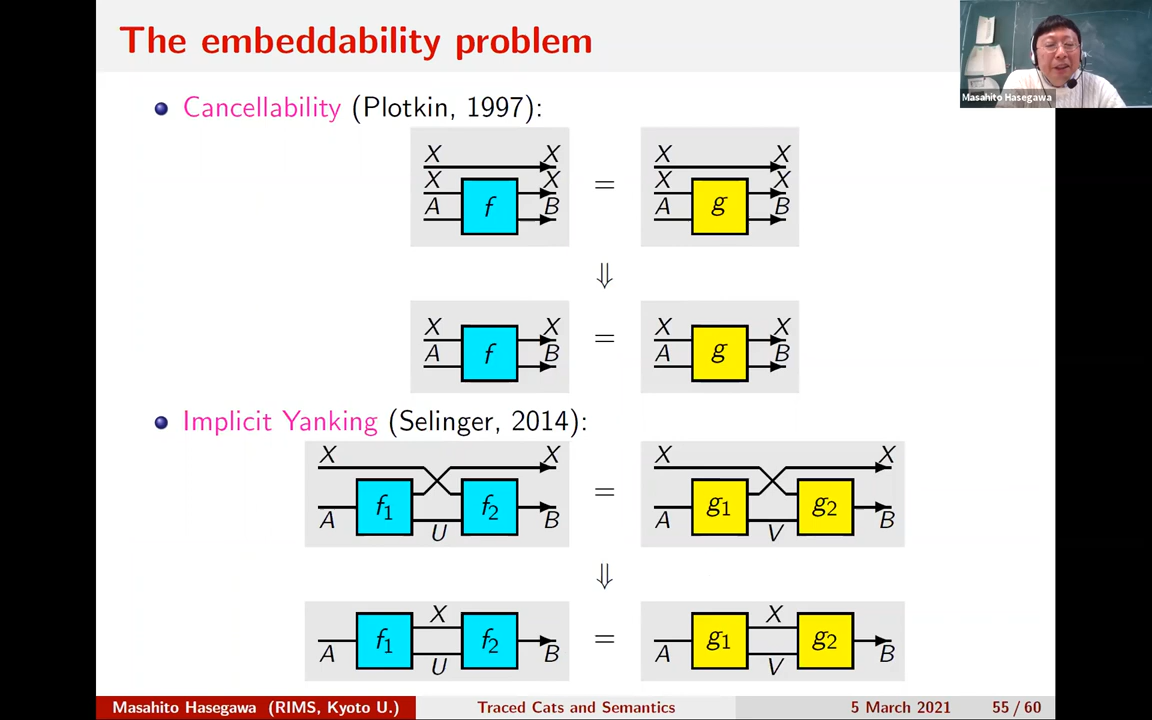 The embeddability problem
Masahito Hasegawa
Cancellability (Plotkin, 1997):
X X X X
X X = X X
A f B A g B
⇓
X X X X
A f B = A g B
Implicit Yanking (Selinger, 2014):
X X X X
f₁ f₂ = g₁ g₂
A U B A V B
⇓
X X
f₁ f₂ = g₁ g₂
A U B A V B
Masahito Hasegawa (RIMS, Kyoto U.) Traced Cats and Semantics 5 March 2021 55 / 60